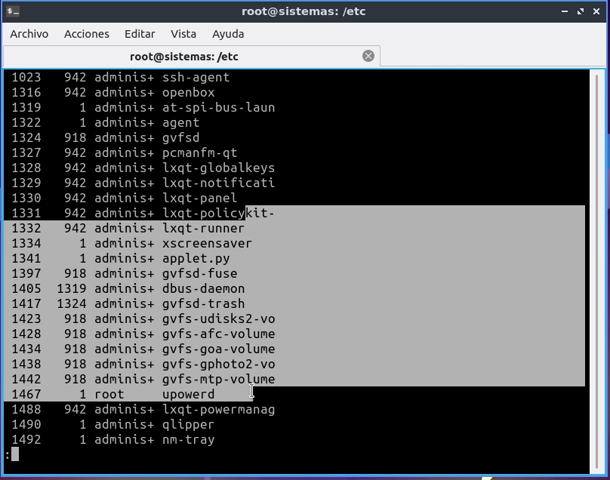 root@sistemas: /etc
Archivo Acciones Editar Vista Ayuda
root@sistemas: /etc
1023 942 adminis+ ssh-agent
1316 942 adminis+ openbox
1319 1 adminis+ at-spi-bus-laun
1322 1 adminis+ agent
1324 918 adminis+ gvfsd
1327 942 adminis+ pcmanfm-qt
1328 942 adminis+ lxqt-globalkeys
1329 942 adminis+ lxqt-notificati
1330 942 adminis+ lxqt-panel
1331 942 adminis+ lxqt-policykit-
1332 942 adminis+ lxqt-runner
1334 1 adminis+ xscreensaver
1341 1 adminis+ applet.py
1397 918 adminis+ gvfsd-fuse
1405 1319 adminis+ dbus-daemon
1417 1324 adminis+ gvfsd-trash
1423 918 adminis+ gvfs-udisks2-vo
1428 918 adminis+ gvfs-afc-volume
1434 918 adminis+ gvfs-goa-volume
1438 918 adminis+ gvfs-gphoto2-vo
1442 918 adminis+ gvfs-mtp-volume
1467 1 root upowerd
1488 942 adminis+ lxqt-powermanag
1490 1 adminis+ qlipper
1492 1 adminis+ nm-tray
: